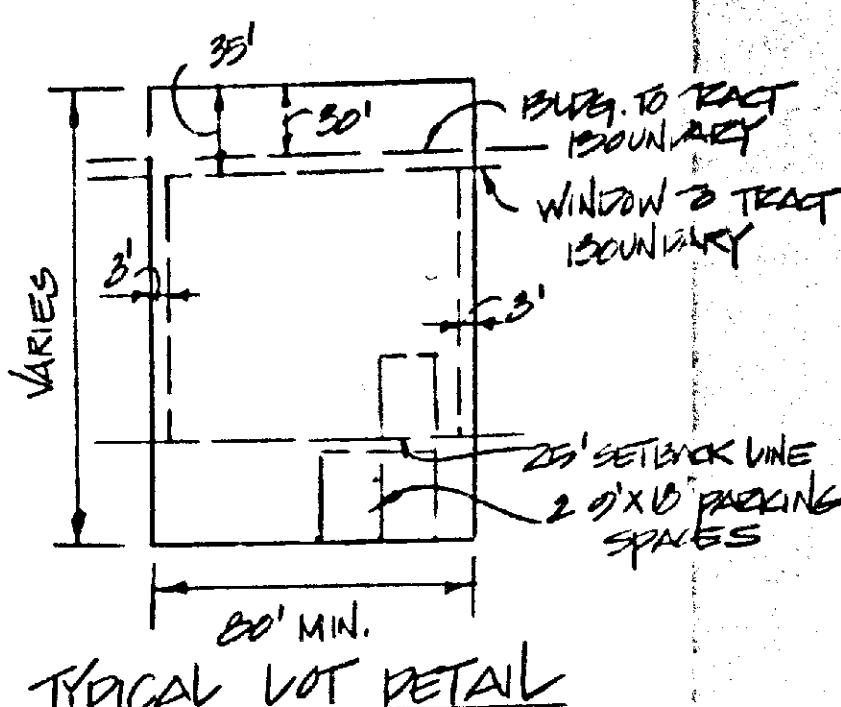 35'
30'
BLDG. TO TRACT
BOUNDARY
WINDOW TO TRACT
BOUNDARY
3'
3'
VARIES
25' SETBACK LINE
2 9'X18' PARKING
SPACES
80' MIN.
TYPICAL LOT DETAIL